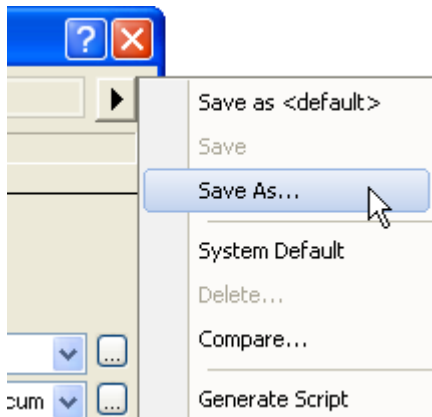 ?
Save as <default>
Save
Save As...
System Default
Delete...
Compare...
...
cum
...
Generate Script